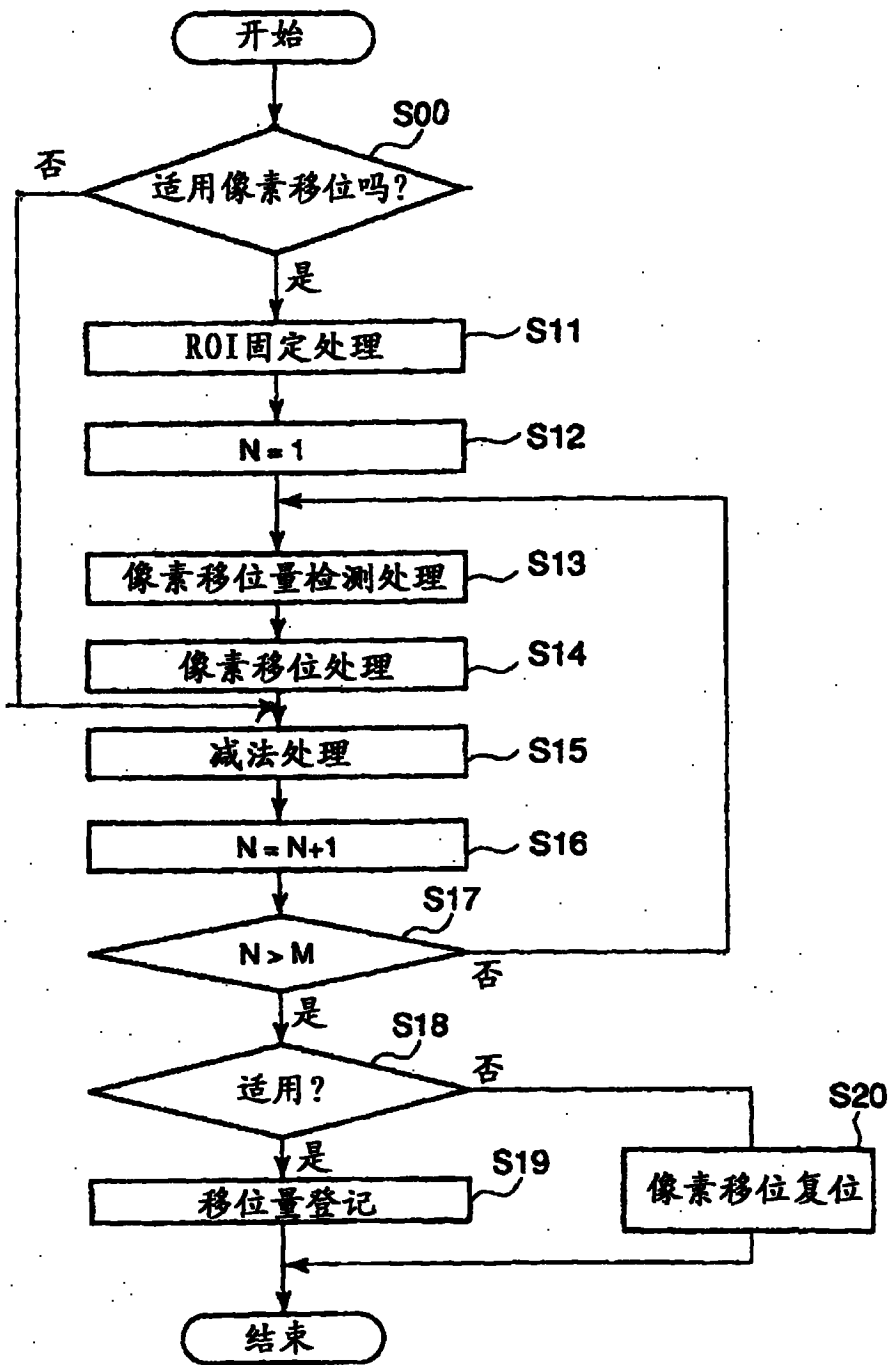 开始
S00
否
适用像素移位吗?
是
ROI固定处理
S11
N = 1
S12
像素移位量检测处理
S13
像素移位处理
S14
减法处理
S15
N = N+1
S16
S17
N > M
否
是
S18
适用?
否
S20
是
像素移位复位
S19
移位量登记
结束